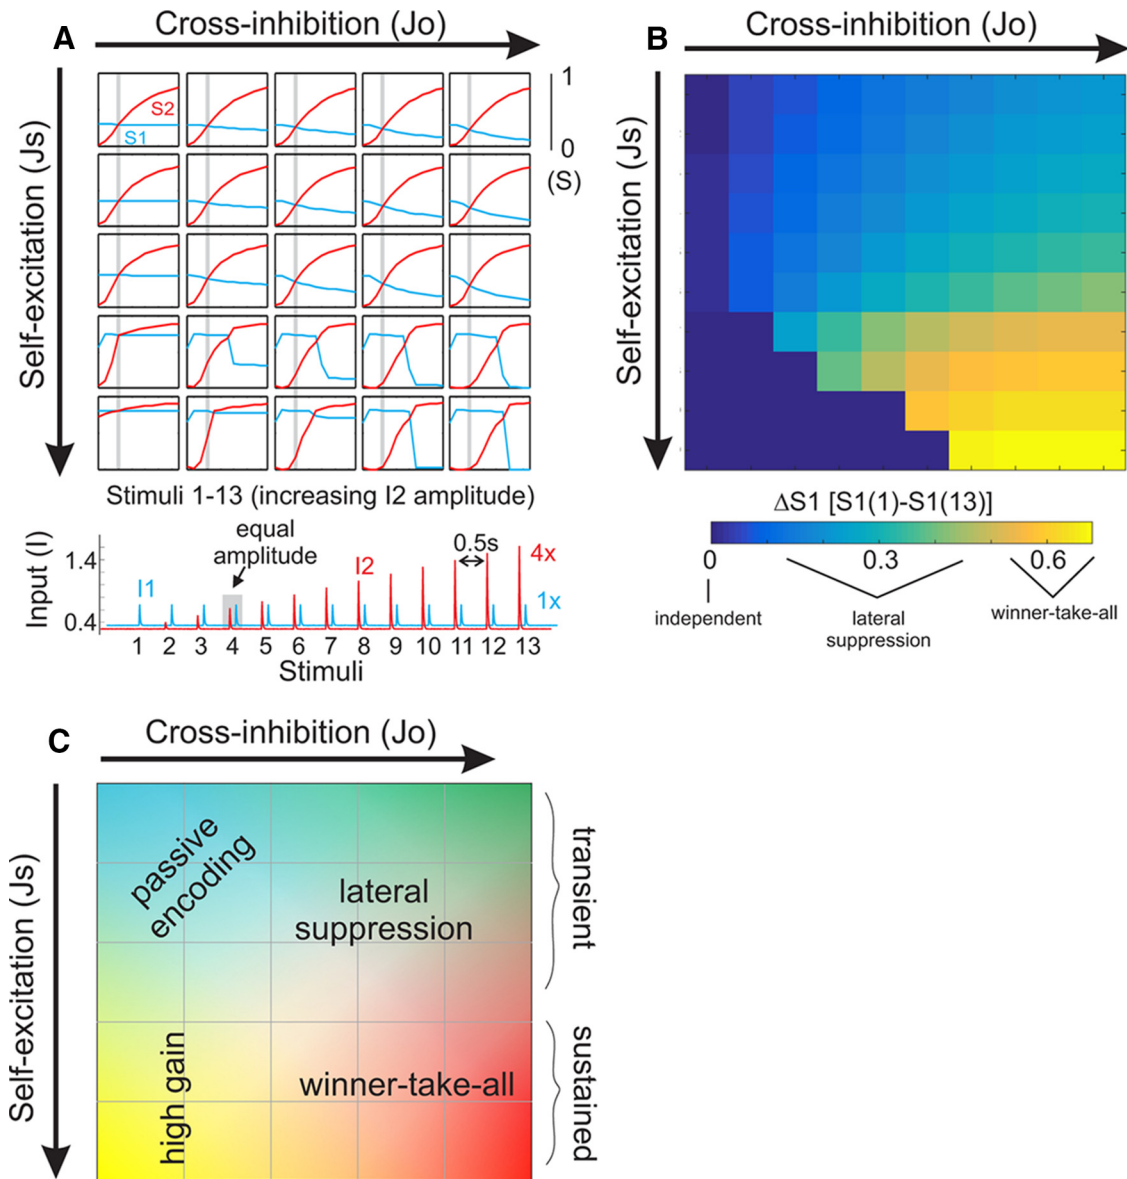 A
Cross-inhibition (Jo)
Self-excitation (Js)
S2
S1
1
0
(S)
Stimuli 1-13 (increasing I2 amplitude)
equal
amplitude
Input (I)
1.4
0.4
I1
I2
0.5s
4x
1x
1 2 3 4 5 6 7 8 9 10 11 12 13
Stimuli
B
Cross-inhibition (Jo)
Self-excitation (Js)
ΔS1 [S1(1)-S1(13)]
0 0.3 0.6
independent
lateral
suppression
winner-take-all
C
Cross-inhibition (Jo)
Self-excitation (Js)
passive
encoding
lateral
suppression
high gain
winner-take-all
transient
sustained